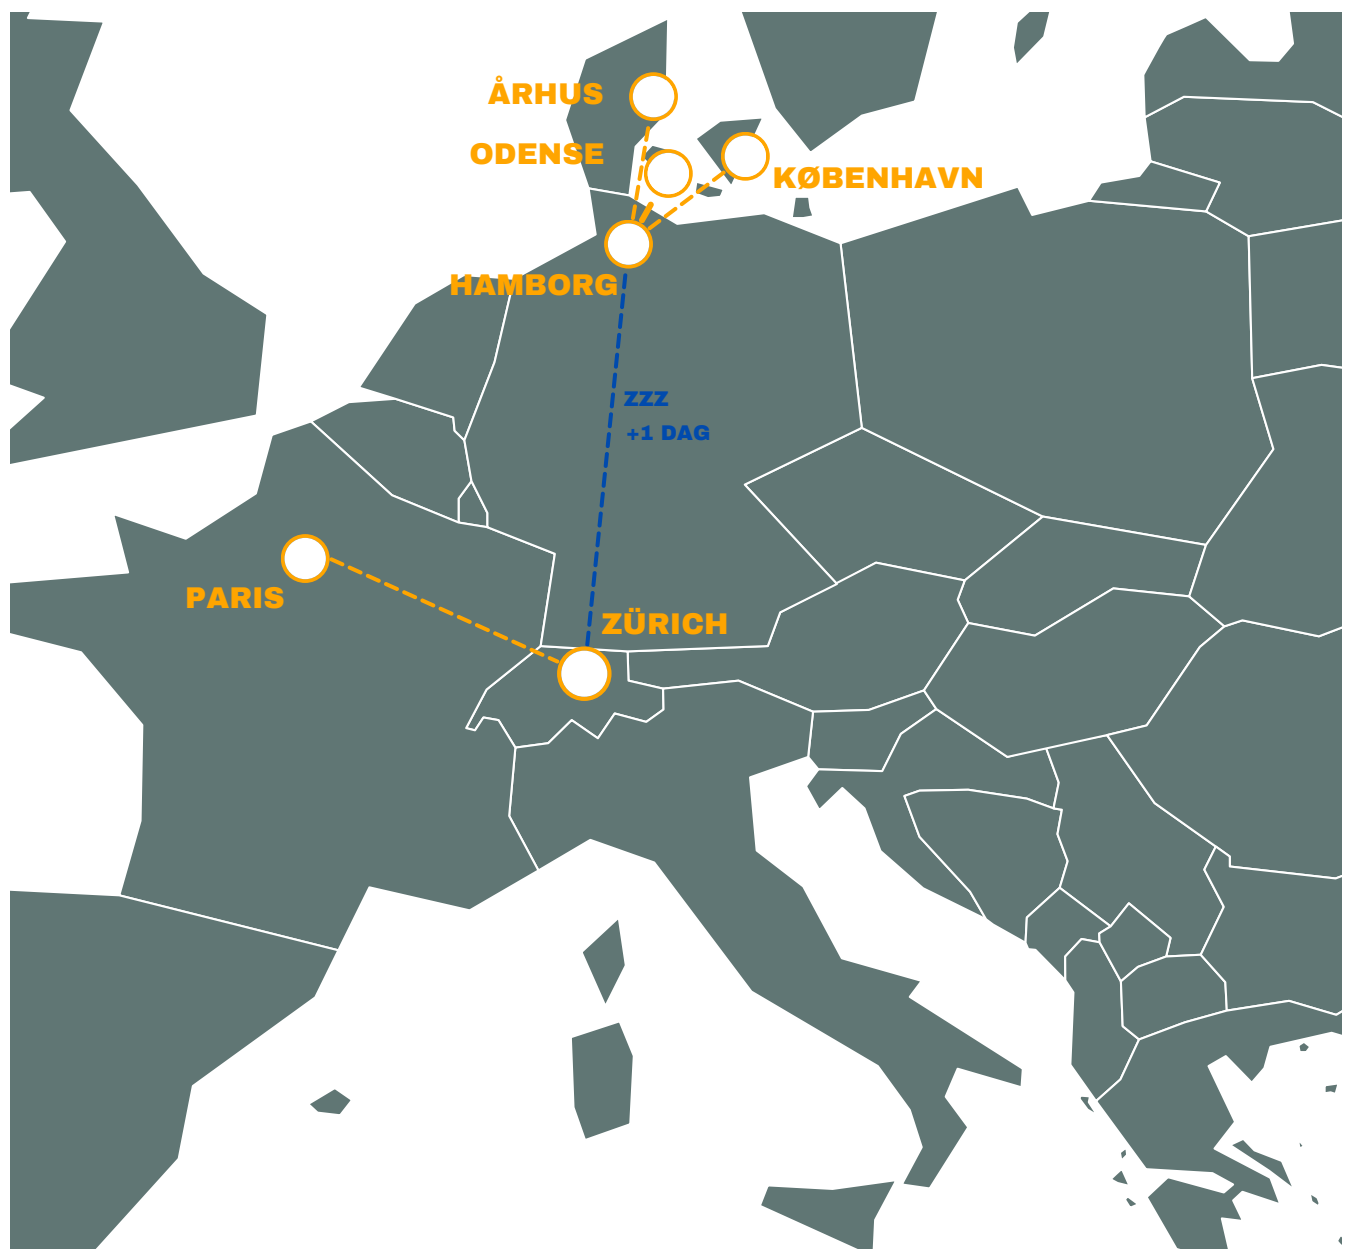 ÅRHUS
ODENSE
KØBENHAVN
HAMBORG
ZZZ
+1 DAG
PARIS
ZÜRICH